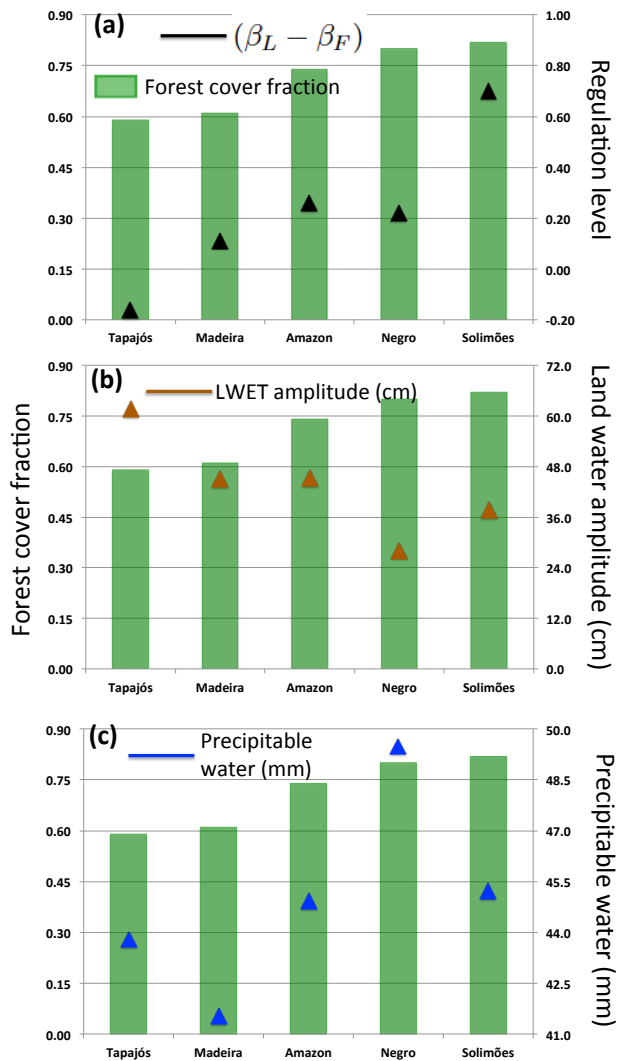 (a)
(β_L − β_F)
Forest cover fraction
0.90 0.75 0.60 0.45 0.30 0.15 0.00
1.00 0.80 0.60 0.40 0.20 0.00 -0.20
Regulation level
Tapajós Madeira Amazon Negro Solimões
(b)
LWET amplitude (cm)
0.90 0.75 0.60 0.45 0.30 0.15 0.00
72.0 60.0 48.0 36.0 24.0 12.0 0.0
Forest cover fraction
Land water amplitude (cm)
Tapajós Madeira Amazon Negro Solimões
(c)
Precipitable
water (mm)
0.90 0.75 0.60 0.45 0.30 0.15 0.00
50.0 48.5 47.0 45.5 44.0 42.5 41.0
Precipitable water (mm)
Tapajós Madeira Amazon Negro Solimões